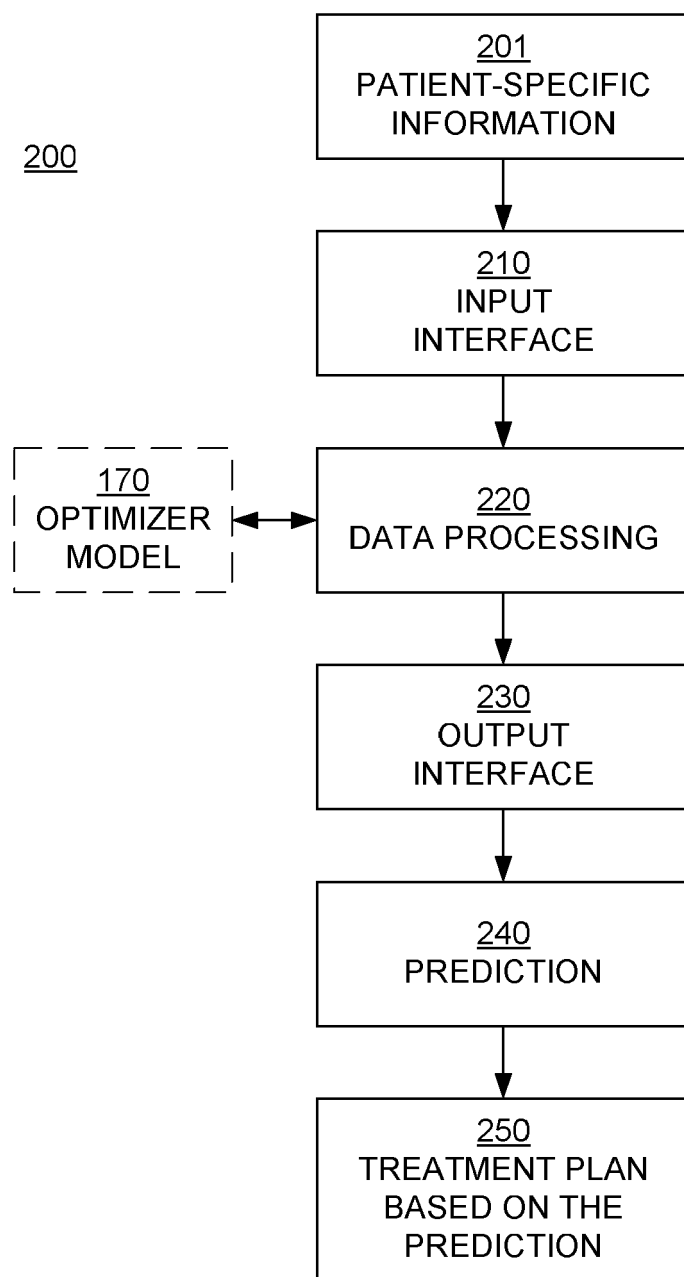 201
PATIENT-SPECIFIC
INFORMATION
200
210
INPUT
INTERFACE
170
OPTIMIZER
MODEL
220
DATA PROCESSING
230
OUTPUT
INTERFACE
240
PREDICTION
250
TREATMENT PLAN
BASED ON THE
PREDICTION